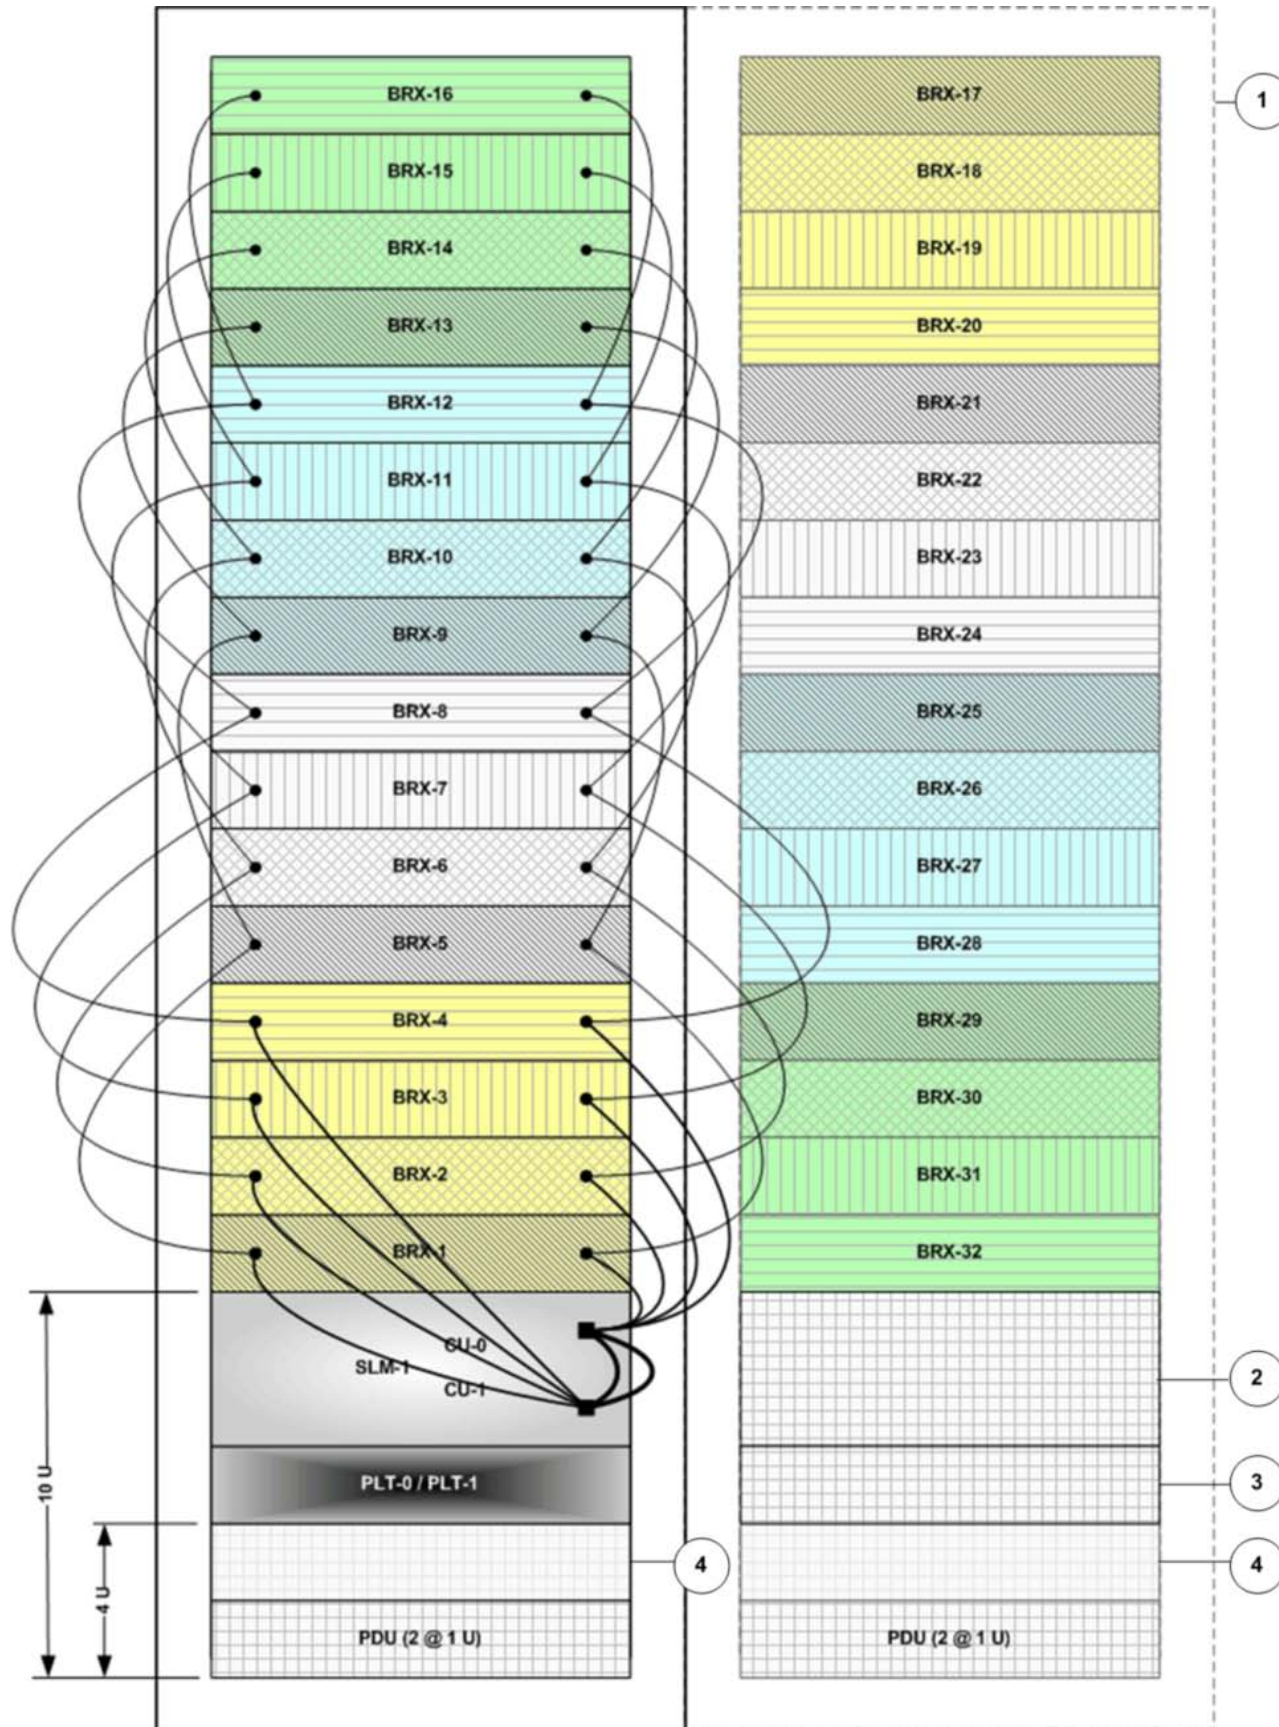 BRX-16
BRX-15
BRX-14
BRX-13
BRX-12
BRX-11
BRX-10
BRX-9
BRX-8
BRX-7
BRX-6
BRX-5
BRX-4
BRX-3
BRX-2
BRX-1
CU-0
SLM-1
CU-1
PLT-0 / PLT-1
4
PDU (2 @ 1 U)
10 U
4 U
BRX-17
1
BRX-18
BRX-19
BRX-20
BRX-21
BRX-22
BRX-23
BRX-24
BRX-25
BRX-26
BRX-27
BRX-28
BRX-29
BRX-30
BRX-31
BRX-32
2
3
4
PDU (2 @ 1 U)